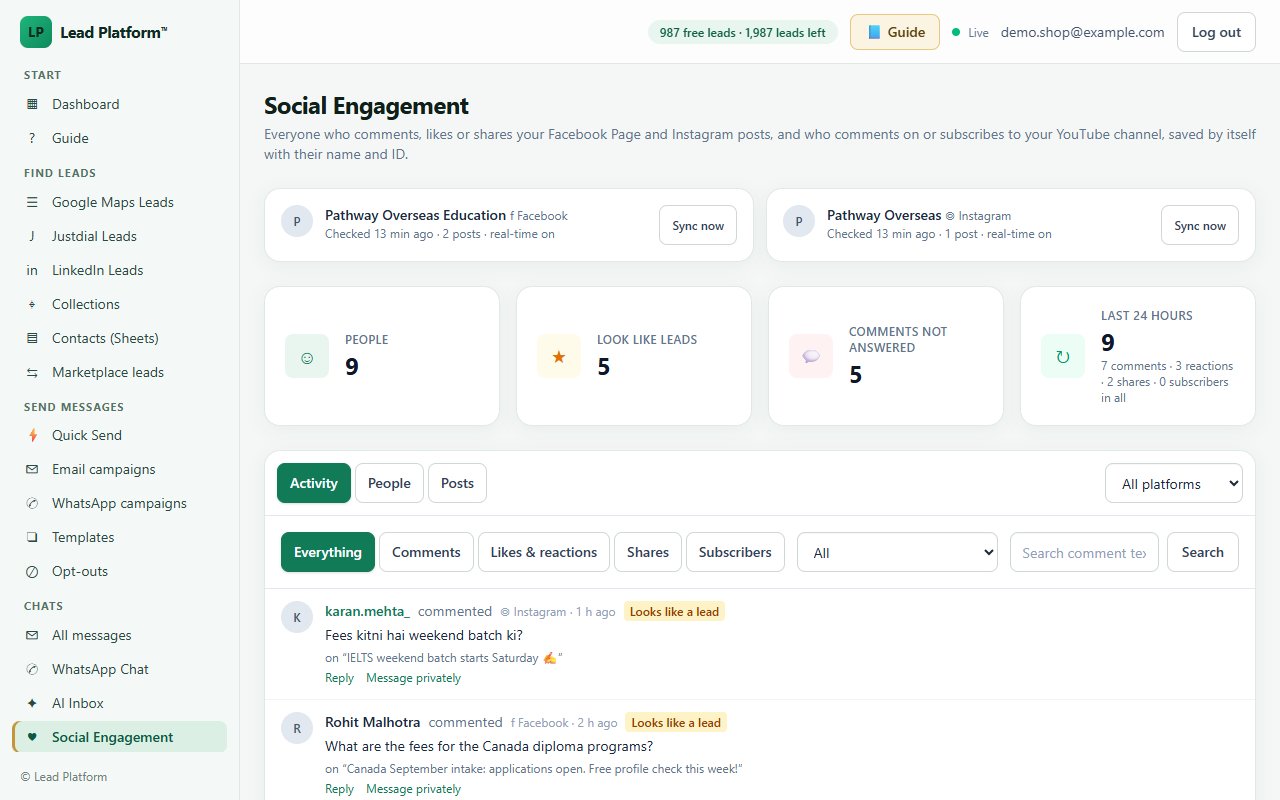 LP Lead Platform™
987 free leads · 1,987 leads left
📘 Guide
Live
demo.shop@example.com
Log out
START
Dashboard
? Guide
FIND LEADS
Google Maps Leads
J Justdial Leads
in LinkedIn Leads
Collections
Contacts (Sheets)
Marketplace leads
SEND MESSAGES
Quick Send
Email campaigns
WhatsApp campaigns
Templates
Opt-outs
CHATS
All messages
WhatsApp Chat
AI Inbox
Social Engagement
© Lead Platform
Social Engagement
Everyone who comments, likes or shares your Facebook Page and Instagram posts, and who comments on or subscribes to your YouTube channel, saved by itself
with their name and ID.
P
Pathway Overseas Education f Facebook
Checked 13 min ago · 2 posts · real-time on
Sync now
P
Pathway Overseas ◎ Instagram
Checked 13 min ago · 1 post · real-time on
Sync now
PEOPLE
9
LOOK LIKE LEADS
5
COMMENTS NOT
ANSWERED
5
LAST 24 HOURS
9
7 comments · 3 reactions
· 2 shares · 0 subscribers
in all
Activity
People
Posts
All platforms
Everything
Comments
Likes & reactions
Shares
Subscribers
All
Search comment tex
Search
K
karan.mehta_ commented ◎ Instagram · 1 h ago Looks like a lead
Fees kitni hai weekend batch ki?
on “IELTS weekend batch starts Saturday ✍️”
Reply Message privately
R
Rohit Malhotra commented f Facebook · 2 h ago Looks like a lead
What are the fees for the Canada diploma programs?
on “Canada September intake: applications open. Free profile check this week!”
Reply Message privately